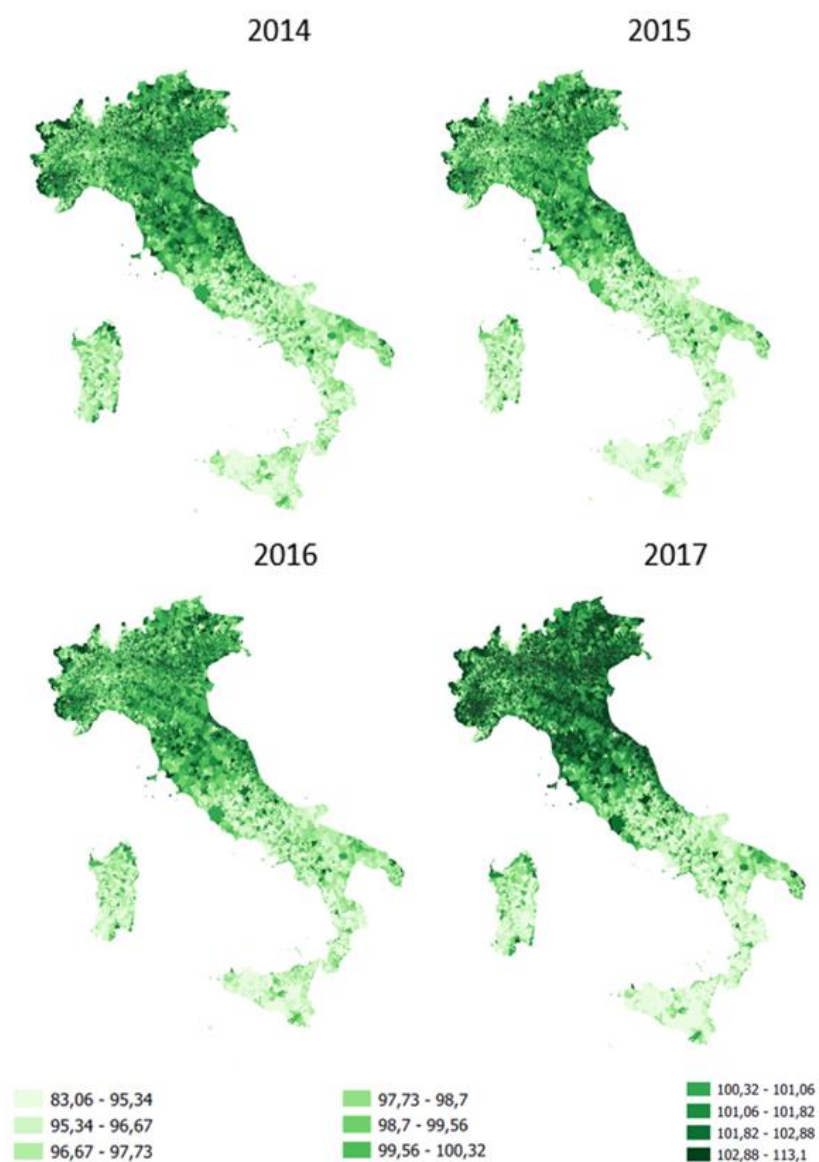 2014
2015
2016
2017
83,06 - 95,34
95,34 - 96,67
96,67 - 97,73
97,73 - 98,7
98,7 - 99,56
99,56 - 100,32
100,32 - 101,06
101,06 - 101,82
101,82 - 102,88
102,88 - 113,1